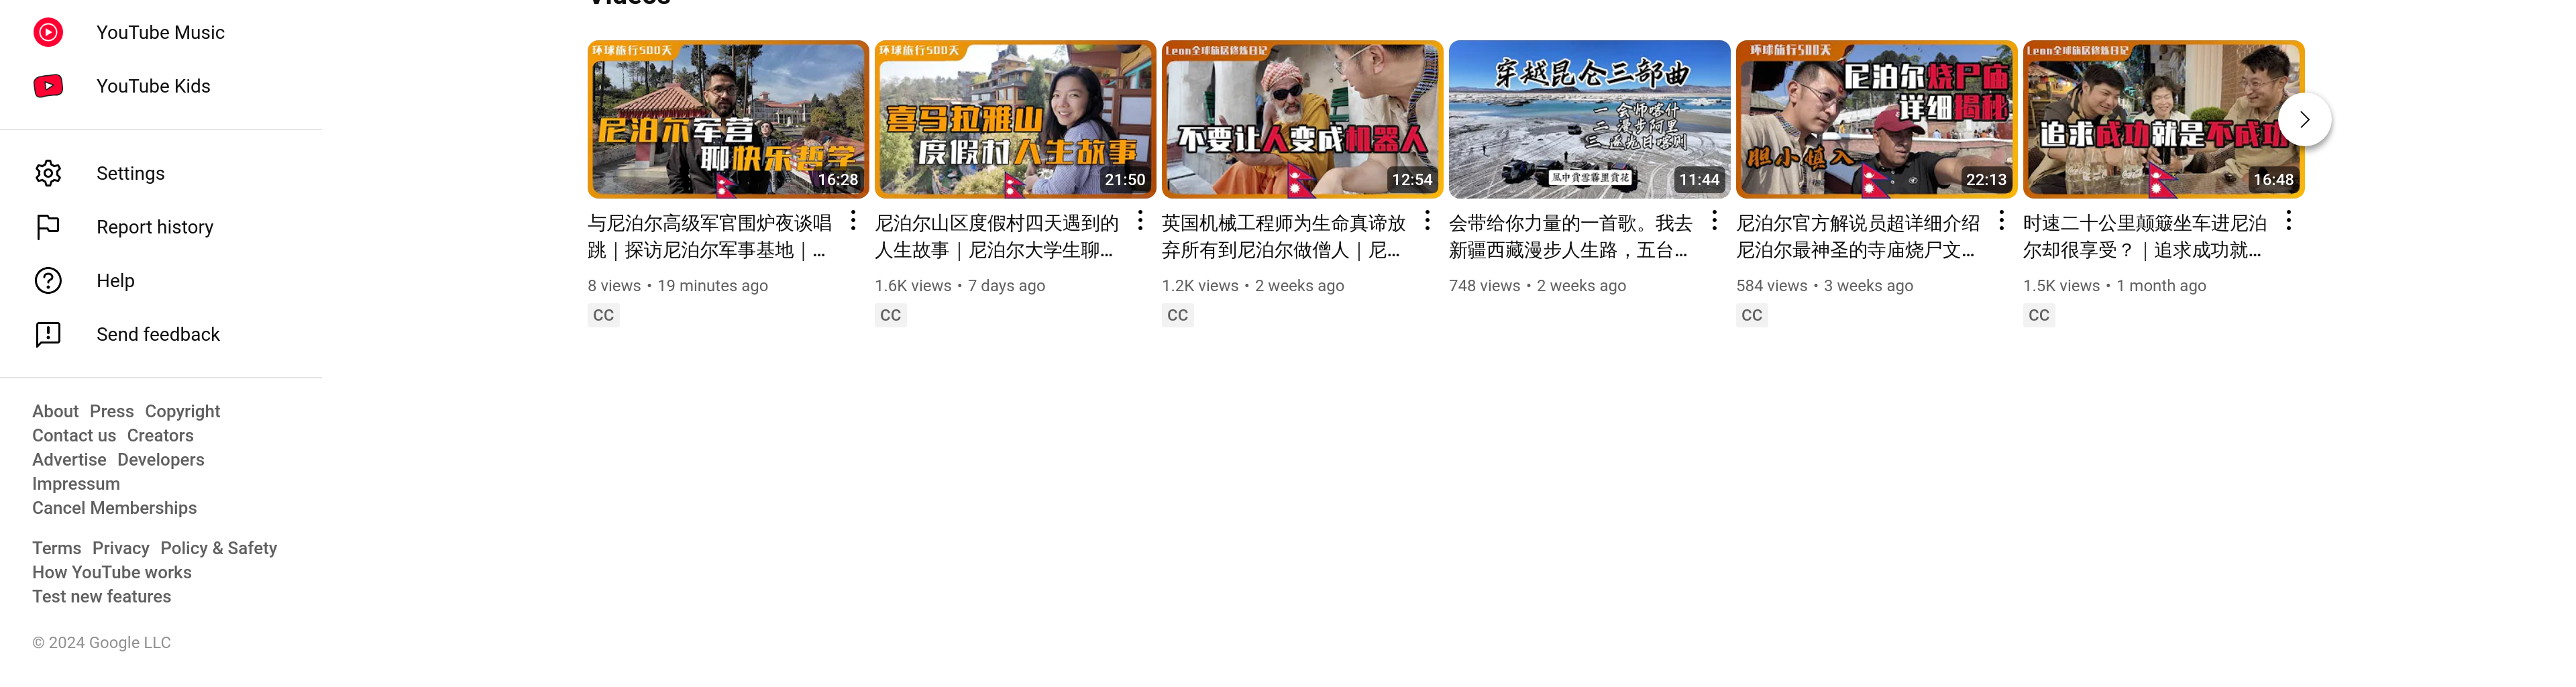 YouTube Music
YouTube Kids
Settings
Report history
Help
Send feedback
About Press Copyright
Contact us Creators
Advertise Developers
Impressum
Cancel Memberships
Terms Privacy Policy & Safety
How YouTube works
Test new features
© 2024 Google LLC
Videos
环球旅行500天
尼泊尔军营
聊快乐哲学
16:28
与尼泊尔高级军官围炉夜谈唱
跳｜探访尼泊尔军事基地｜...
8 views • 19 minutes ago
CC
环球旅行500天
喜马拉雅山
度假村人生故事
21:50
尼泊尔山区度假村四天遇到的
人生故事｜尼泊尔大学生聊...
1.6K views • 7 days ago
CC
Leon全球旅居修炼日记
不要让人变成机器人
12:54
英国机械工程师为生命真谛放
弃所有到尼泊尔做僧人｜尼...
1.2K views • 2 weeks ago
CC
穿越昆仑三部曲
一 会师喀什
二 漫步阿里
三
風中賞雪霧里賞花
11:44
会带给你力量的一首歌。我去
新疆西藏漫步人生路，五台...
748 views • 2 weeks ago
环球旅行500天
尼泊尔烧尸庙
详细揭秘
胆小慎入
22:13
尼泊尔官方解说员超详细介绍
尼泊尔最神圣的寺庙烧尸文...
584 views • 3 weeks ago
CC
Leon全球旅居修炼日记
追求成功就是不成功
16:48
时速二十公里颠簸坐车进尼泊
尔却很享受？｜追求成功就...
1.5K views • 1 month ago
CC